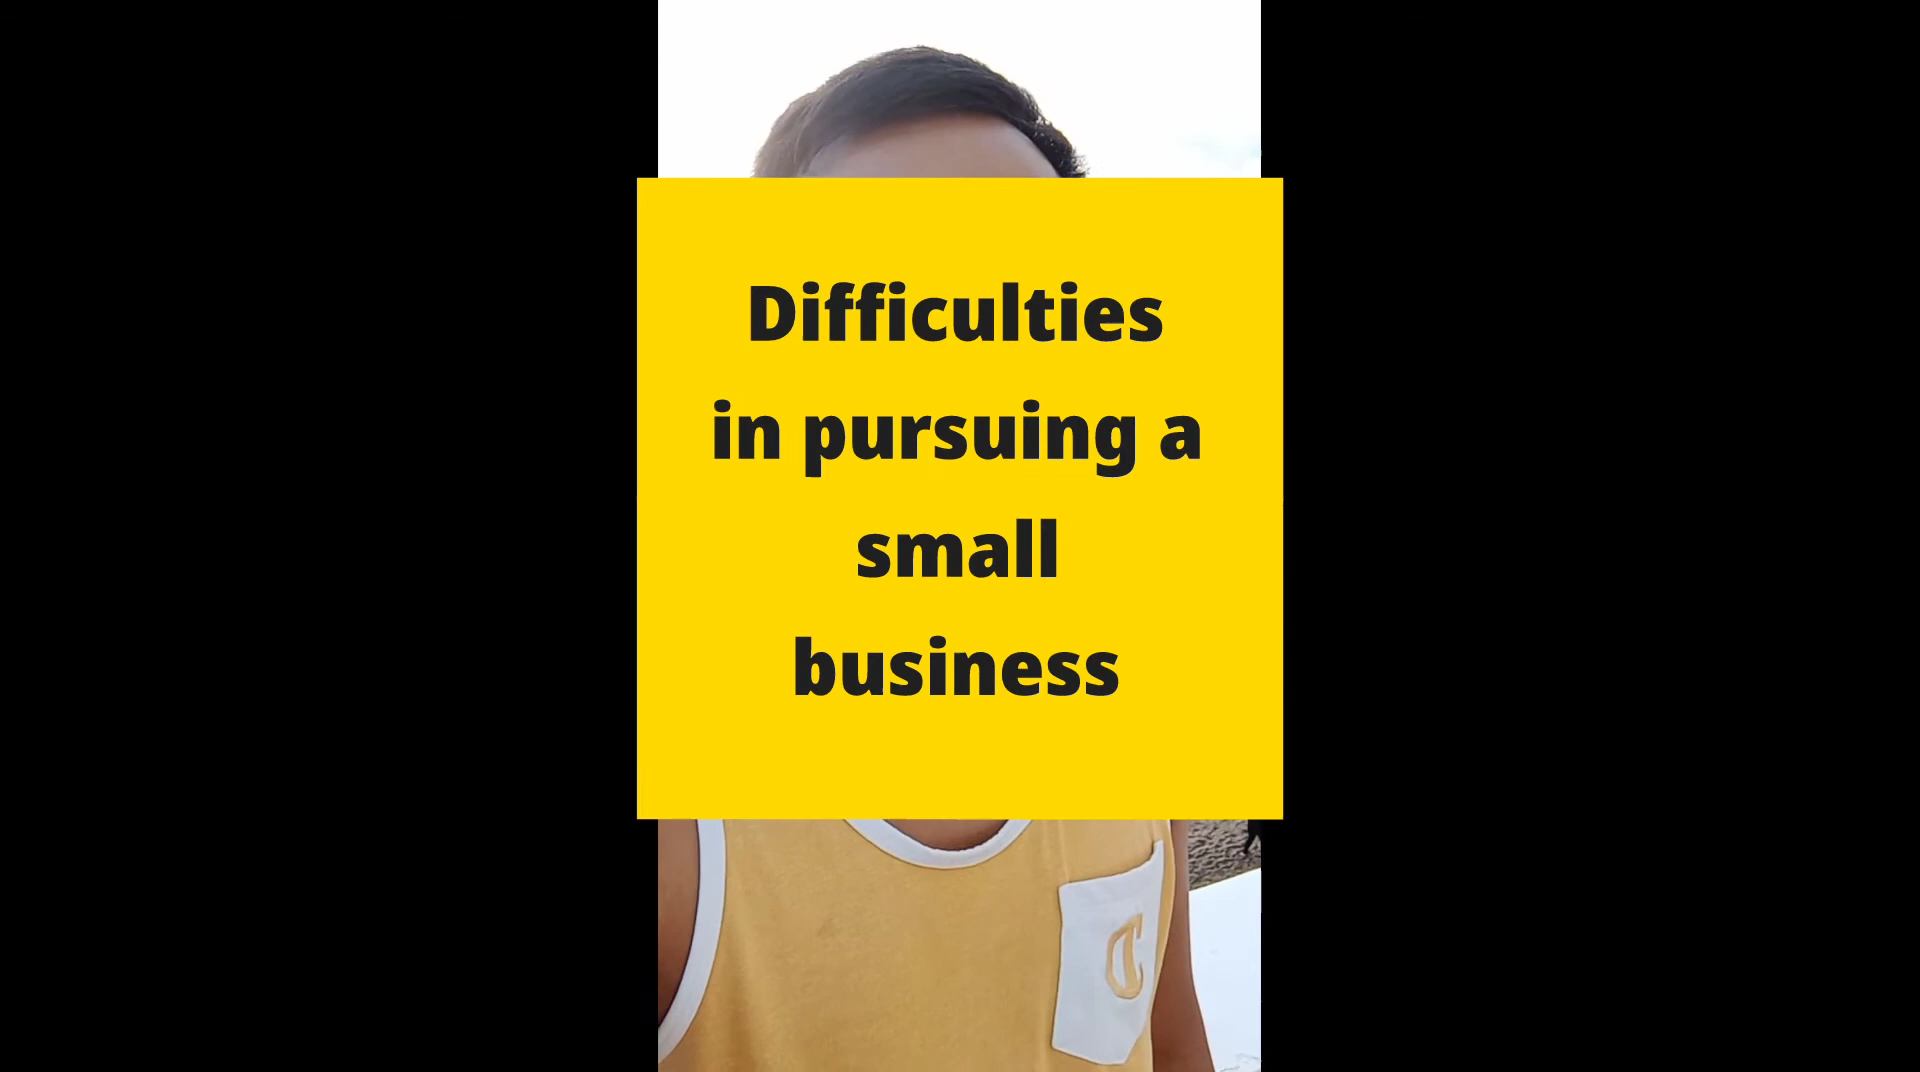 Difficulties
in pursuing a
small
business
C